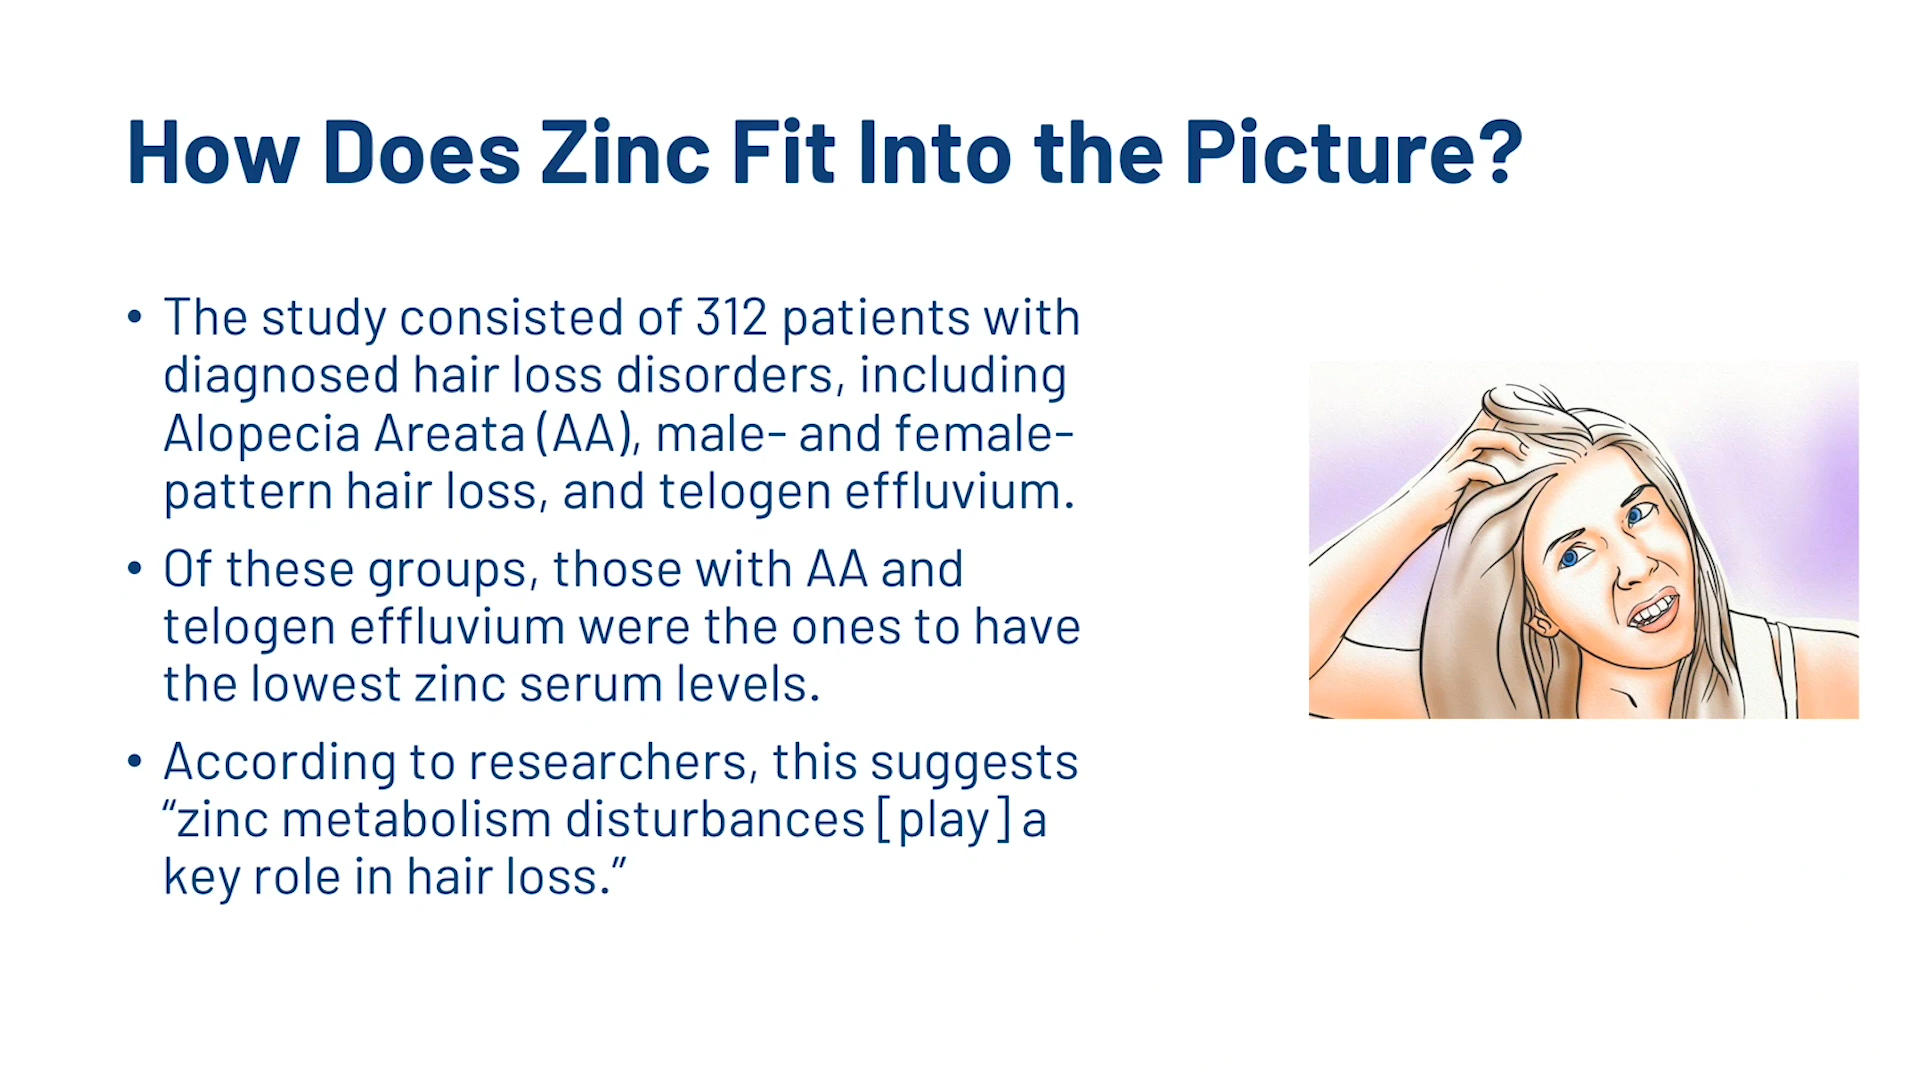 How Does Zinc Fit Into the Picture?
• The study consisted of 312 patients with
diagnosed hair loss disorders, including
Alopecia Areata (AA), male- and female-
pattern hair loss, and telogen effluvium.
• Of these groups, those with AA and
telogen effluvium were the ones to have
the lowest zinc serum levels.
• According to researchers, this suggests
“zinc metabolism disturbances [play] a
key role in hair loss.”